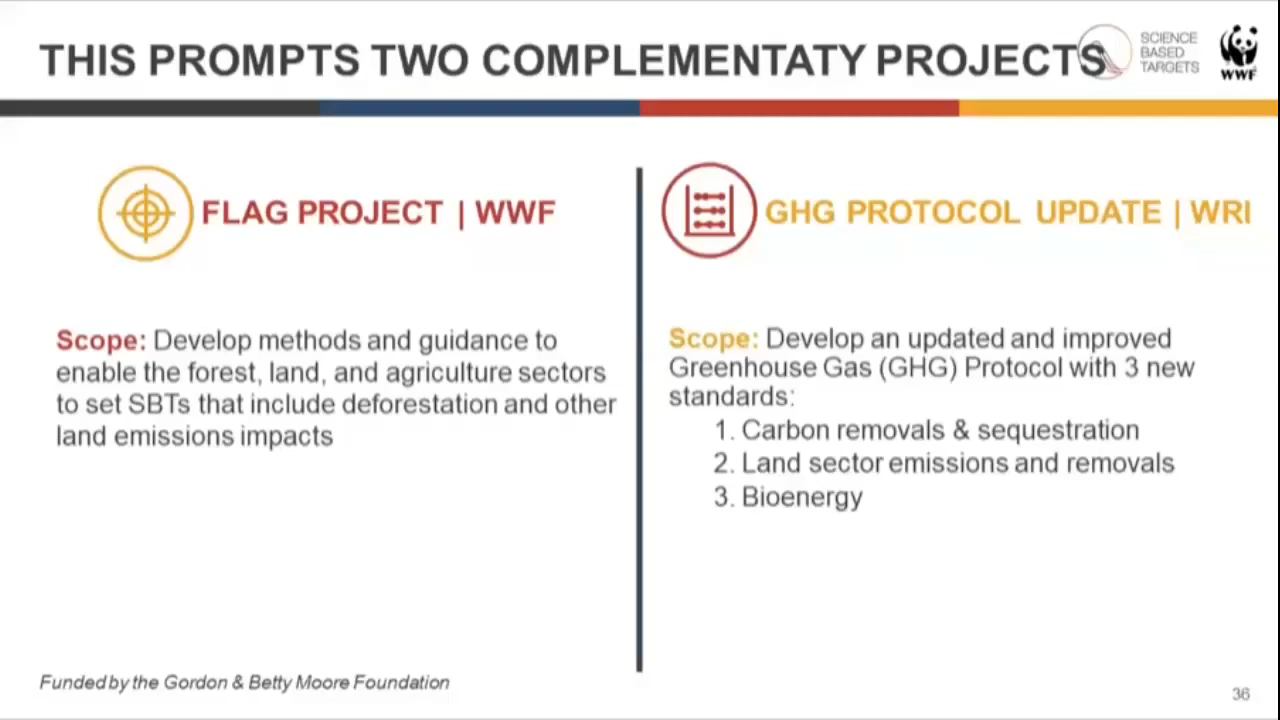 THIS PROMPTS TWO COMPLEMENTATY PROJECTS
SCIENCE
BASED
TARGETS
WWF
FLAG PROJECT | WWF
Scope: Develop methods and guidance to
enable the forest, land, and agriculture sectors
to set SBTs that include deforestation and other
land emissions impacts
GHG PROTOCOL UPDATE | WRI
Scope: Develop an updated and improved
Greenhouse Gas (GHG) Protocol with 3 new
standards:
1. Carbon removals & sequestration
2. Land sector emissions and removals
3. Bioenergy
Funded by the Gordon & Betty Moore Foundation
36